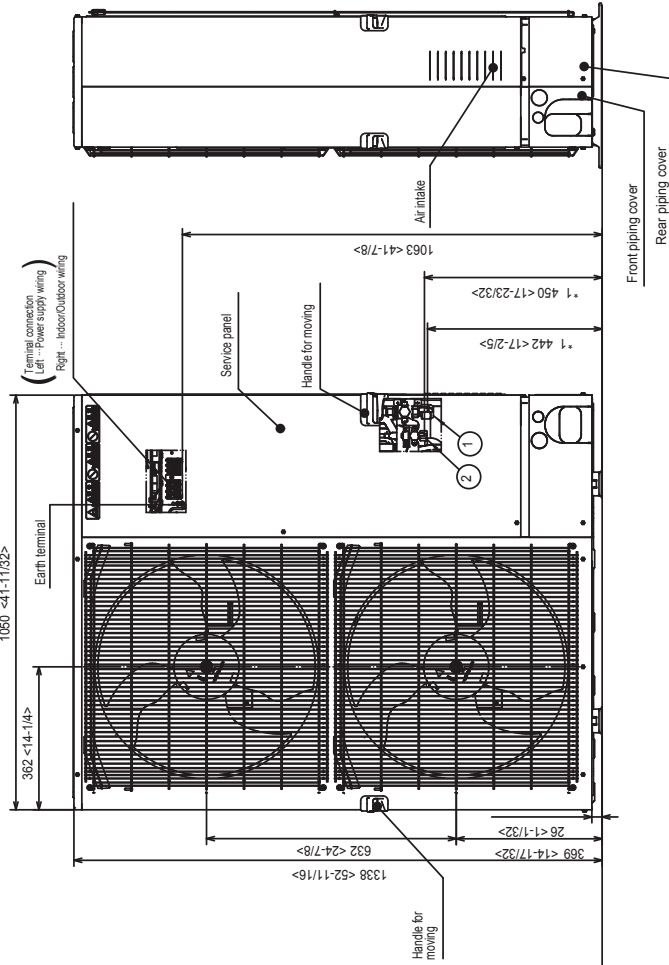 Terminal connection
Left ··· Power supply wiring
Right ··· Indoor/Outdoor wiring
1050 <41-11/32>
362 <14-1/4>
Earth terminal
Service panel
Handle for moving
Air intake
Front piping cover
Rear piping cover
1063 <41-7/8>
*1 450 <17-23/32>
*1 442 <17-2/5>
1
2
632 <24-7/8>
1338 <52-11/16>
26 <1-1/32>
369 <14-17/32>
Handle for
moving